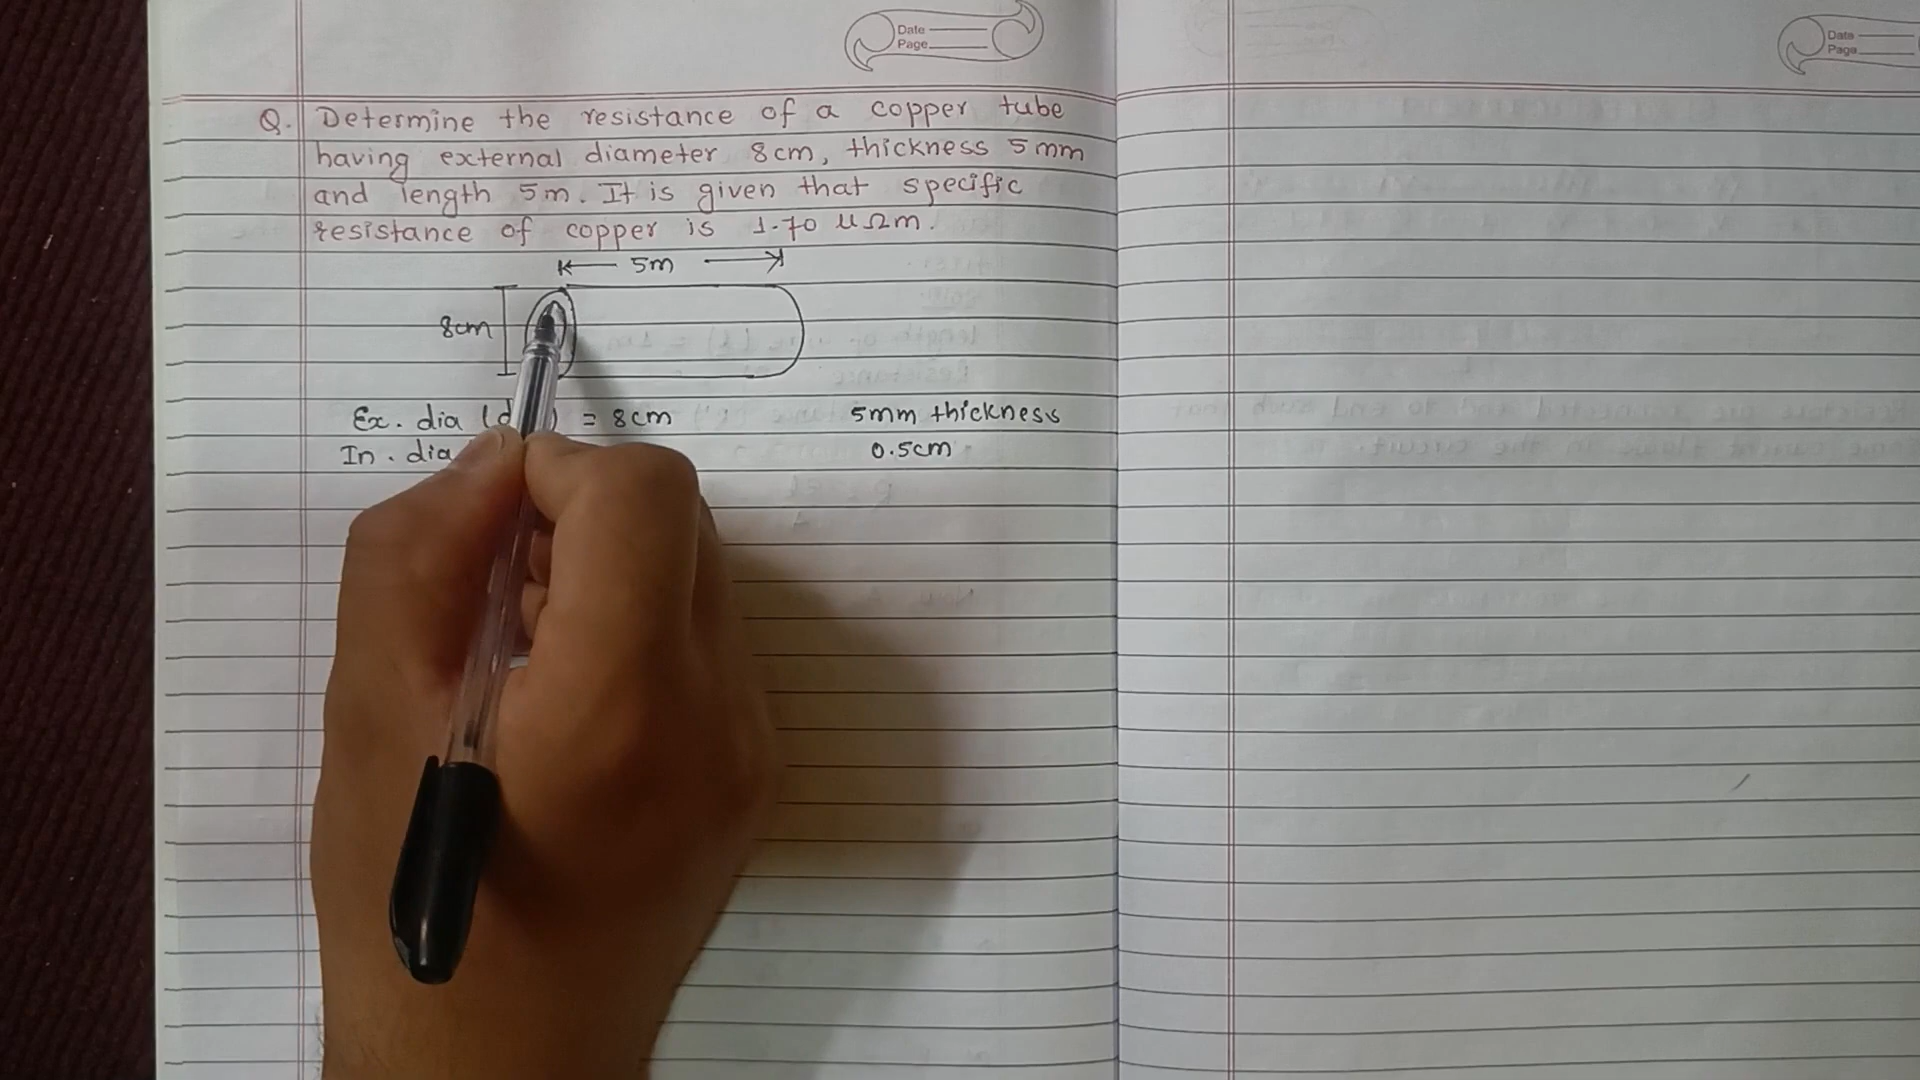 Date
Page
Date
Page
Q. Determine the resistance of a copper tube
having external diameter 8cm, thickness 5mm
and length 5m. It is given that specific
resistance of copper is 1.70 µΩm.
5m
8cm
Ex. dia (d ) = 8cm
5mm thickness
In. dia
0.5cm